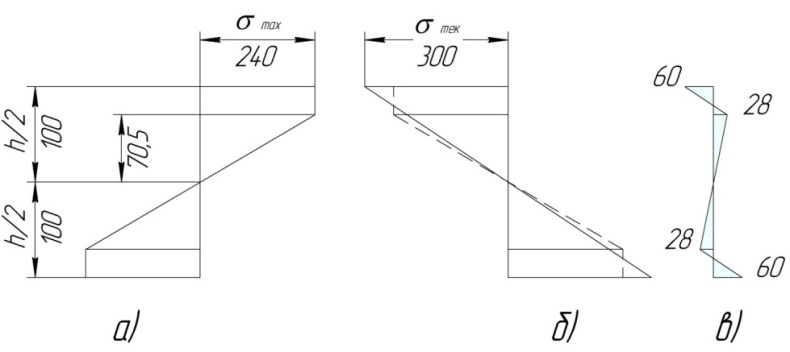 σ max
240
σ тек
300
h/2
100
70,5
h/2
100
60
28
28
60
а)
б)
в)